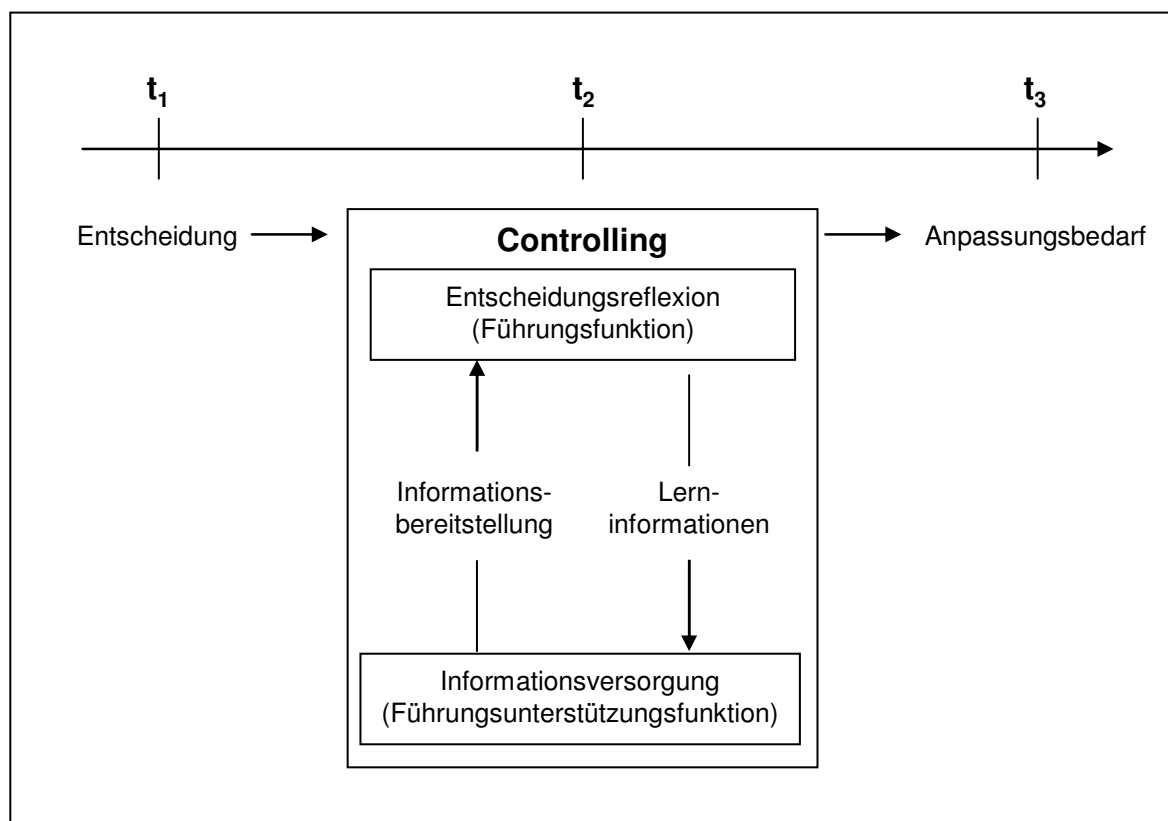 t₁ t₂ t₃
Entscheidung
Controlling
Anpassungsbedarf
Entscheidungsreflexion
(Führungsfunktion)
Informations-
bereitstellung
Lern-
informationen
Informationsversorgung
(Führungsunterstützungsfunktion)